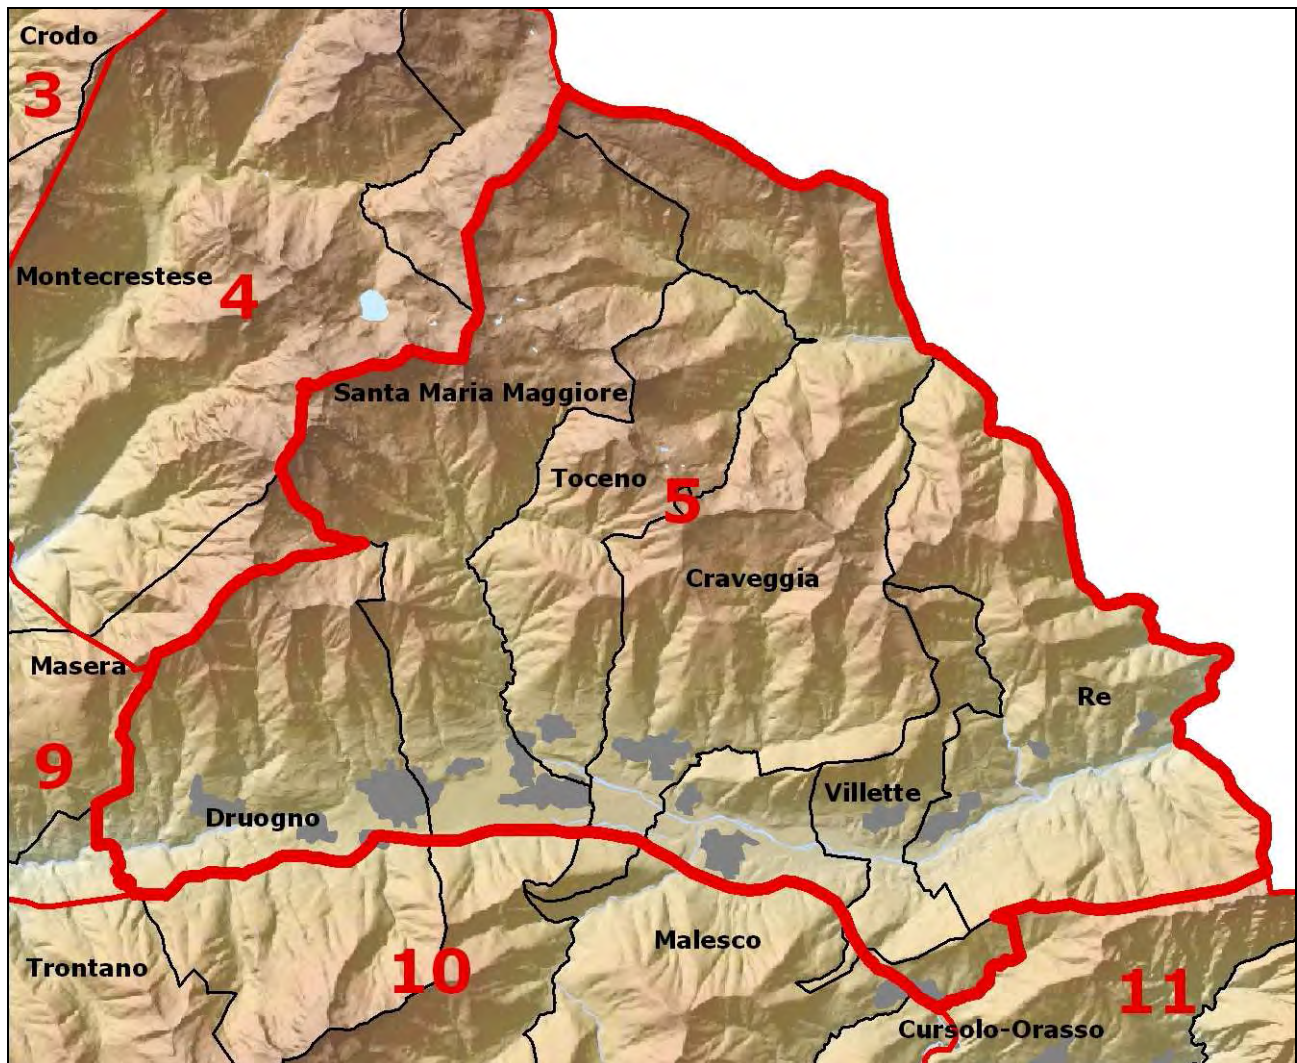 Crodo
3
Montecrestese
4
Santa Maria Maggiore
Toceno
5
Craveggia
Masera
Re
9
Villette
Druogno
Malesco
Trontano
10
11
Cursolo-Orasso